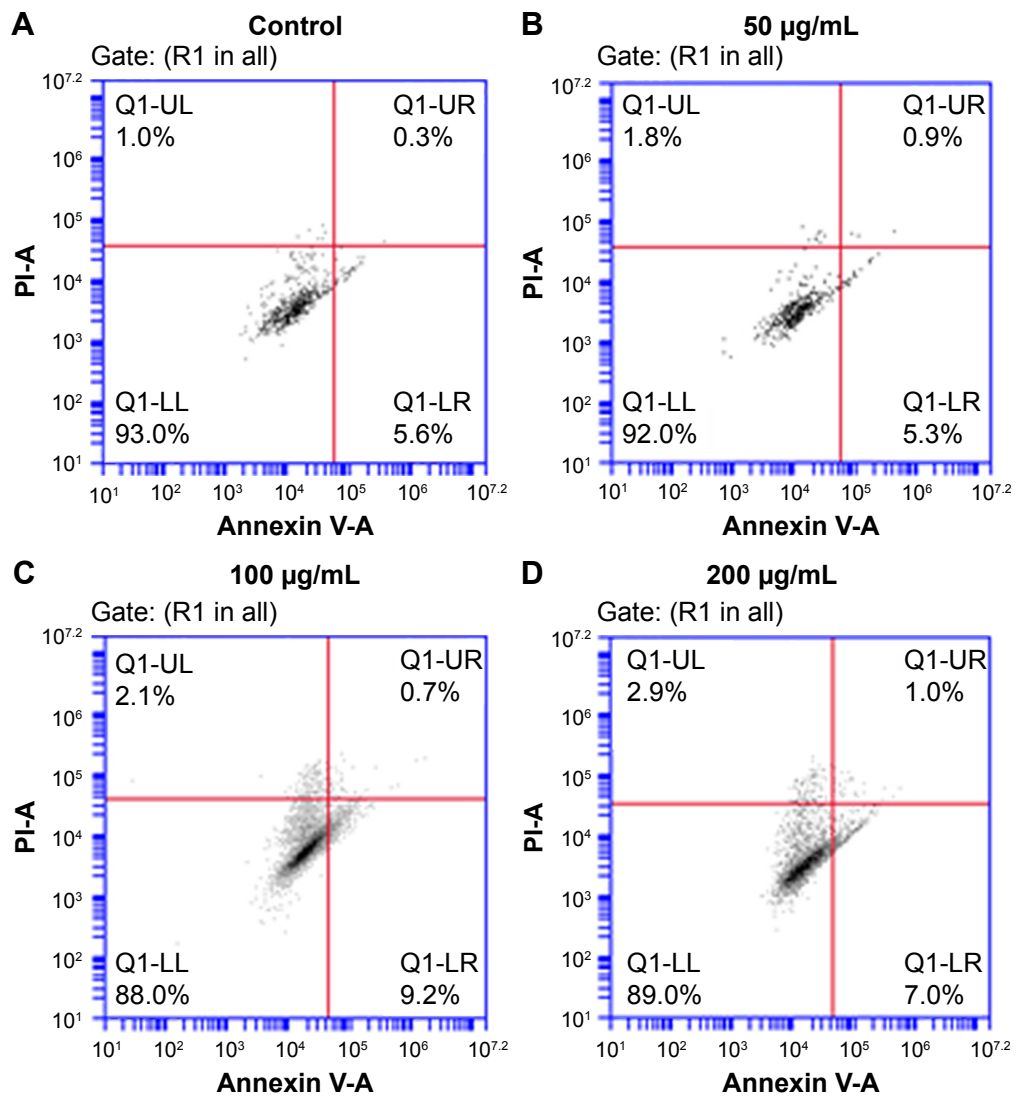 A
Control
Gate: (R1 in all)
10^7.2
Q1-UL
1.0%
Q1-UR
0.3%
10^6
10^5
PI-A
10^4
10^3
10^2
Q1-LL
93.0%
Q1-LR
5.6%
10^1
10^1 10^2 10^3 10^4 10^5 10^6 10^7.2
Annexin V-A
B
50 µg/mL
Gate: (R1 in all)
10^7.2
Q1-UL
1.8%
Q1-UR
0.9%
10^6
10^5
PI-A
10^4
10^3
10^2
Q1-LL
92.0%
Q1-LR
5.3%
10^1
10^1 10^2 10^3 10^4 10^5 10^6 10^7.2
Annexin V-A
C
100 µg/mL
Gate: (R1 in all)
10^7.2
Q1-UL
2.1%
Q1-UR
0.7%
10^6
10^5
PI-A
10^4
10^3
10^2
Q1-LL
88.0%
Q1-LR
9.2%
10^1
10^1 10^2 10^3 10^4 10^5 10^6 10^7.2
Annexin V-A
D
200 µg/mL
Gate: (R1 in all)
10^7.2
Q1-UL
2.9%
Q1-UR
1.0%
10^6
10^5
PI-A
10^4
10^3
10^2
Q1-LL
89.0%
Q1-LR
7.0%
10^1
10^1 10^2 10^3 10^4 10^5 10^6 10^7.2
Annexin V-A